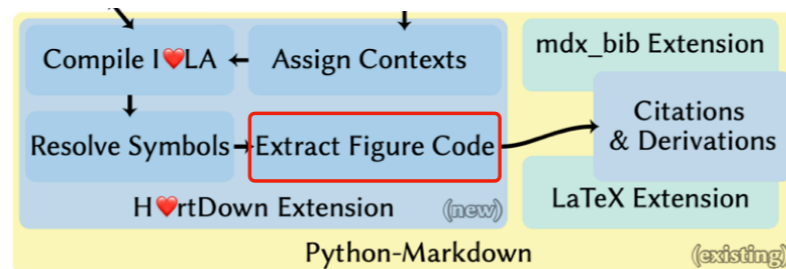 Compile I❤️LA
Assign Contexts
mdx_bib Extension
Resolve Symbols
Extract Figure Code
Citations
& Derivations
H❤️rtDown Extension
(new)
LaTeX Extension
Python-Markdown
(existing)